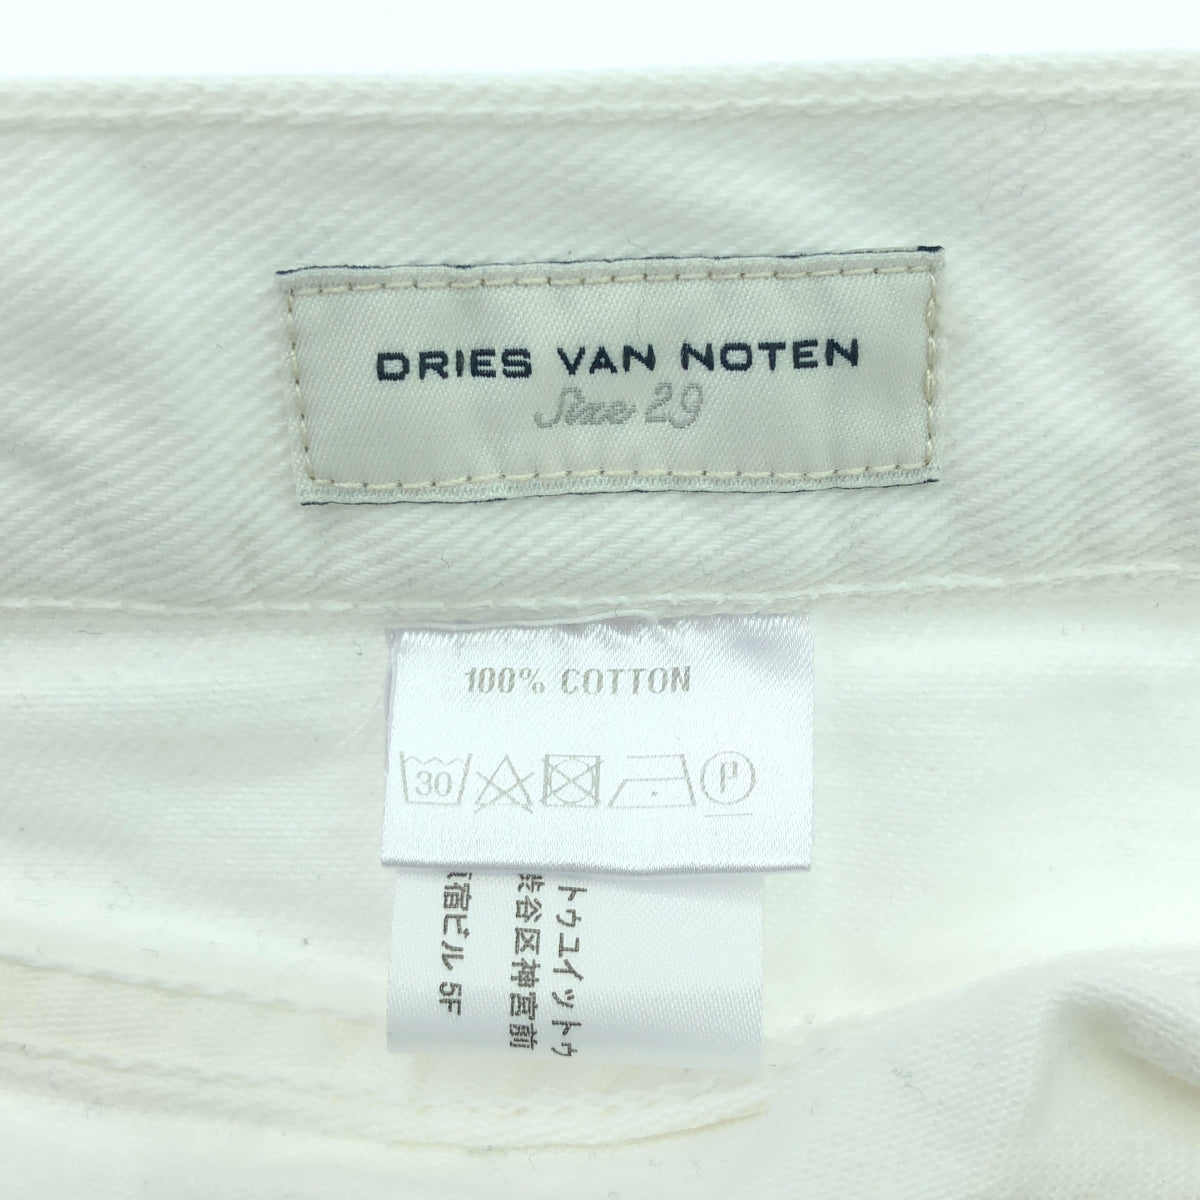 DRIES VAN NOTEN
Size 29
100% COTTON
30
P
トゥユイットゥ
渋谷区神宮前
宿ビル 5F